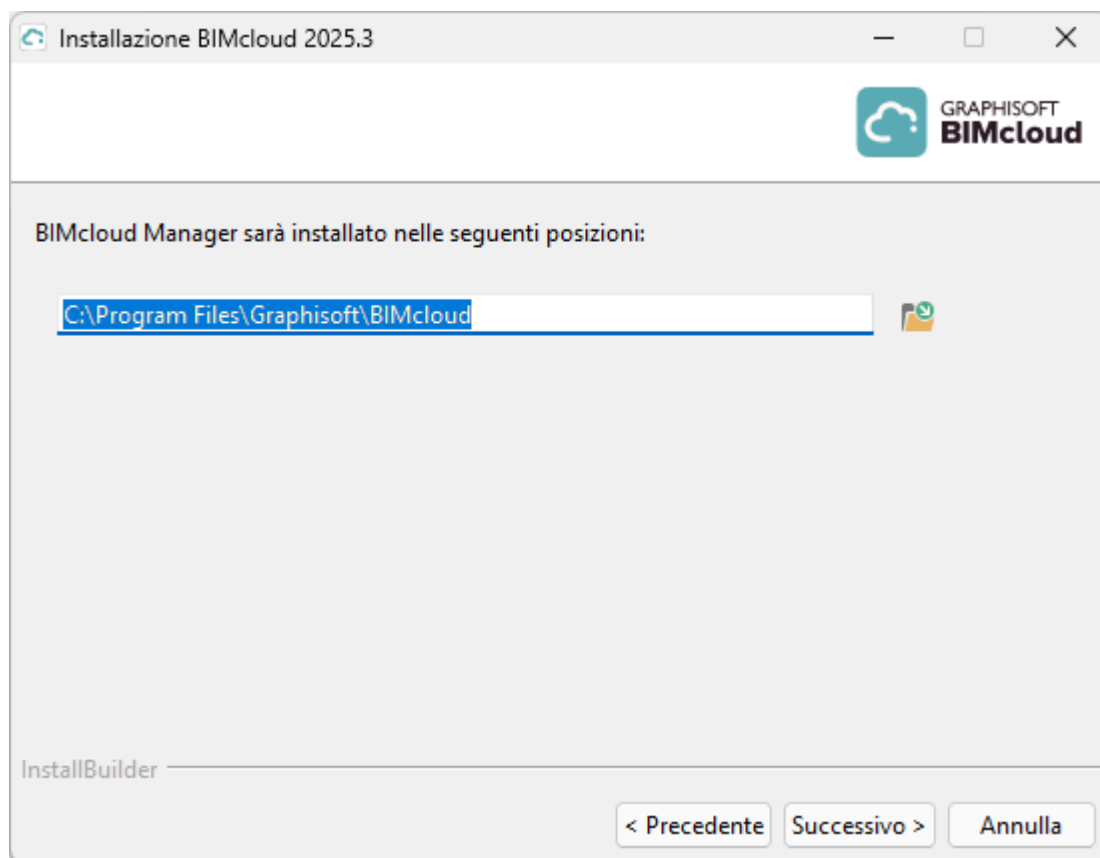 Installazione BIMcloud 2025.3
GRAPHISOFT
BIMcloud
BIMcloud Manager sarà installato nelle seguenti posizioni:
C:\Program Files\Graphisoft\BIMcloud
InstallBuilder
< Precedente
Successivo >
Annulla